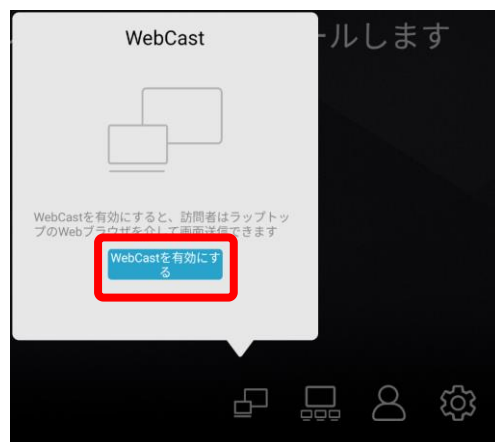 WebCast
ールします
WebCastを有効にすると、訪問者はラップトッ
プのWebブラウザを介して画面送信できます
WebCastを有効にす
る